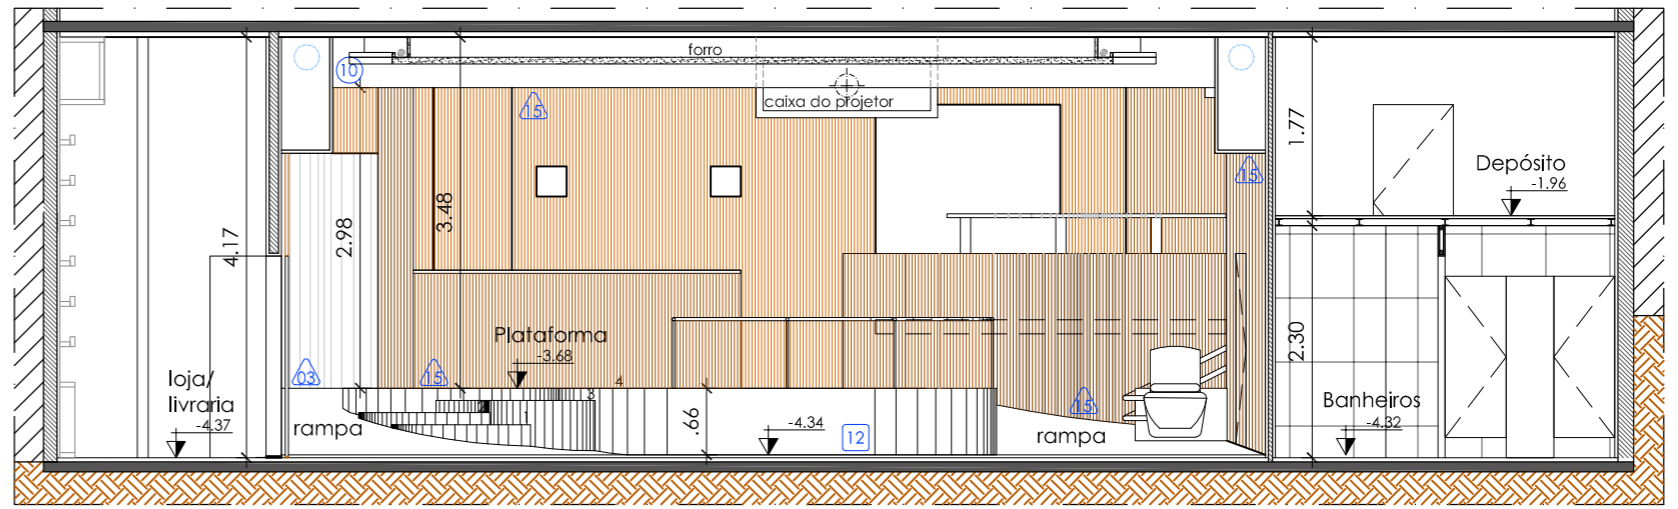 forro
10
15
caixa do projetor
1.77
Depósito
-1.96
15
4.17
2.98
3.48
2.30
Plataforma
-3.68
03
15
4
3
1
loja/
livraria
-4.37
rampa
.66
-4.34
12
15
rampa
Banheiros
-4.32